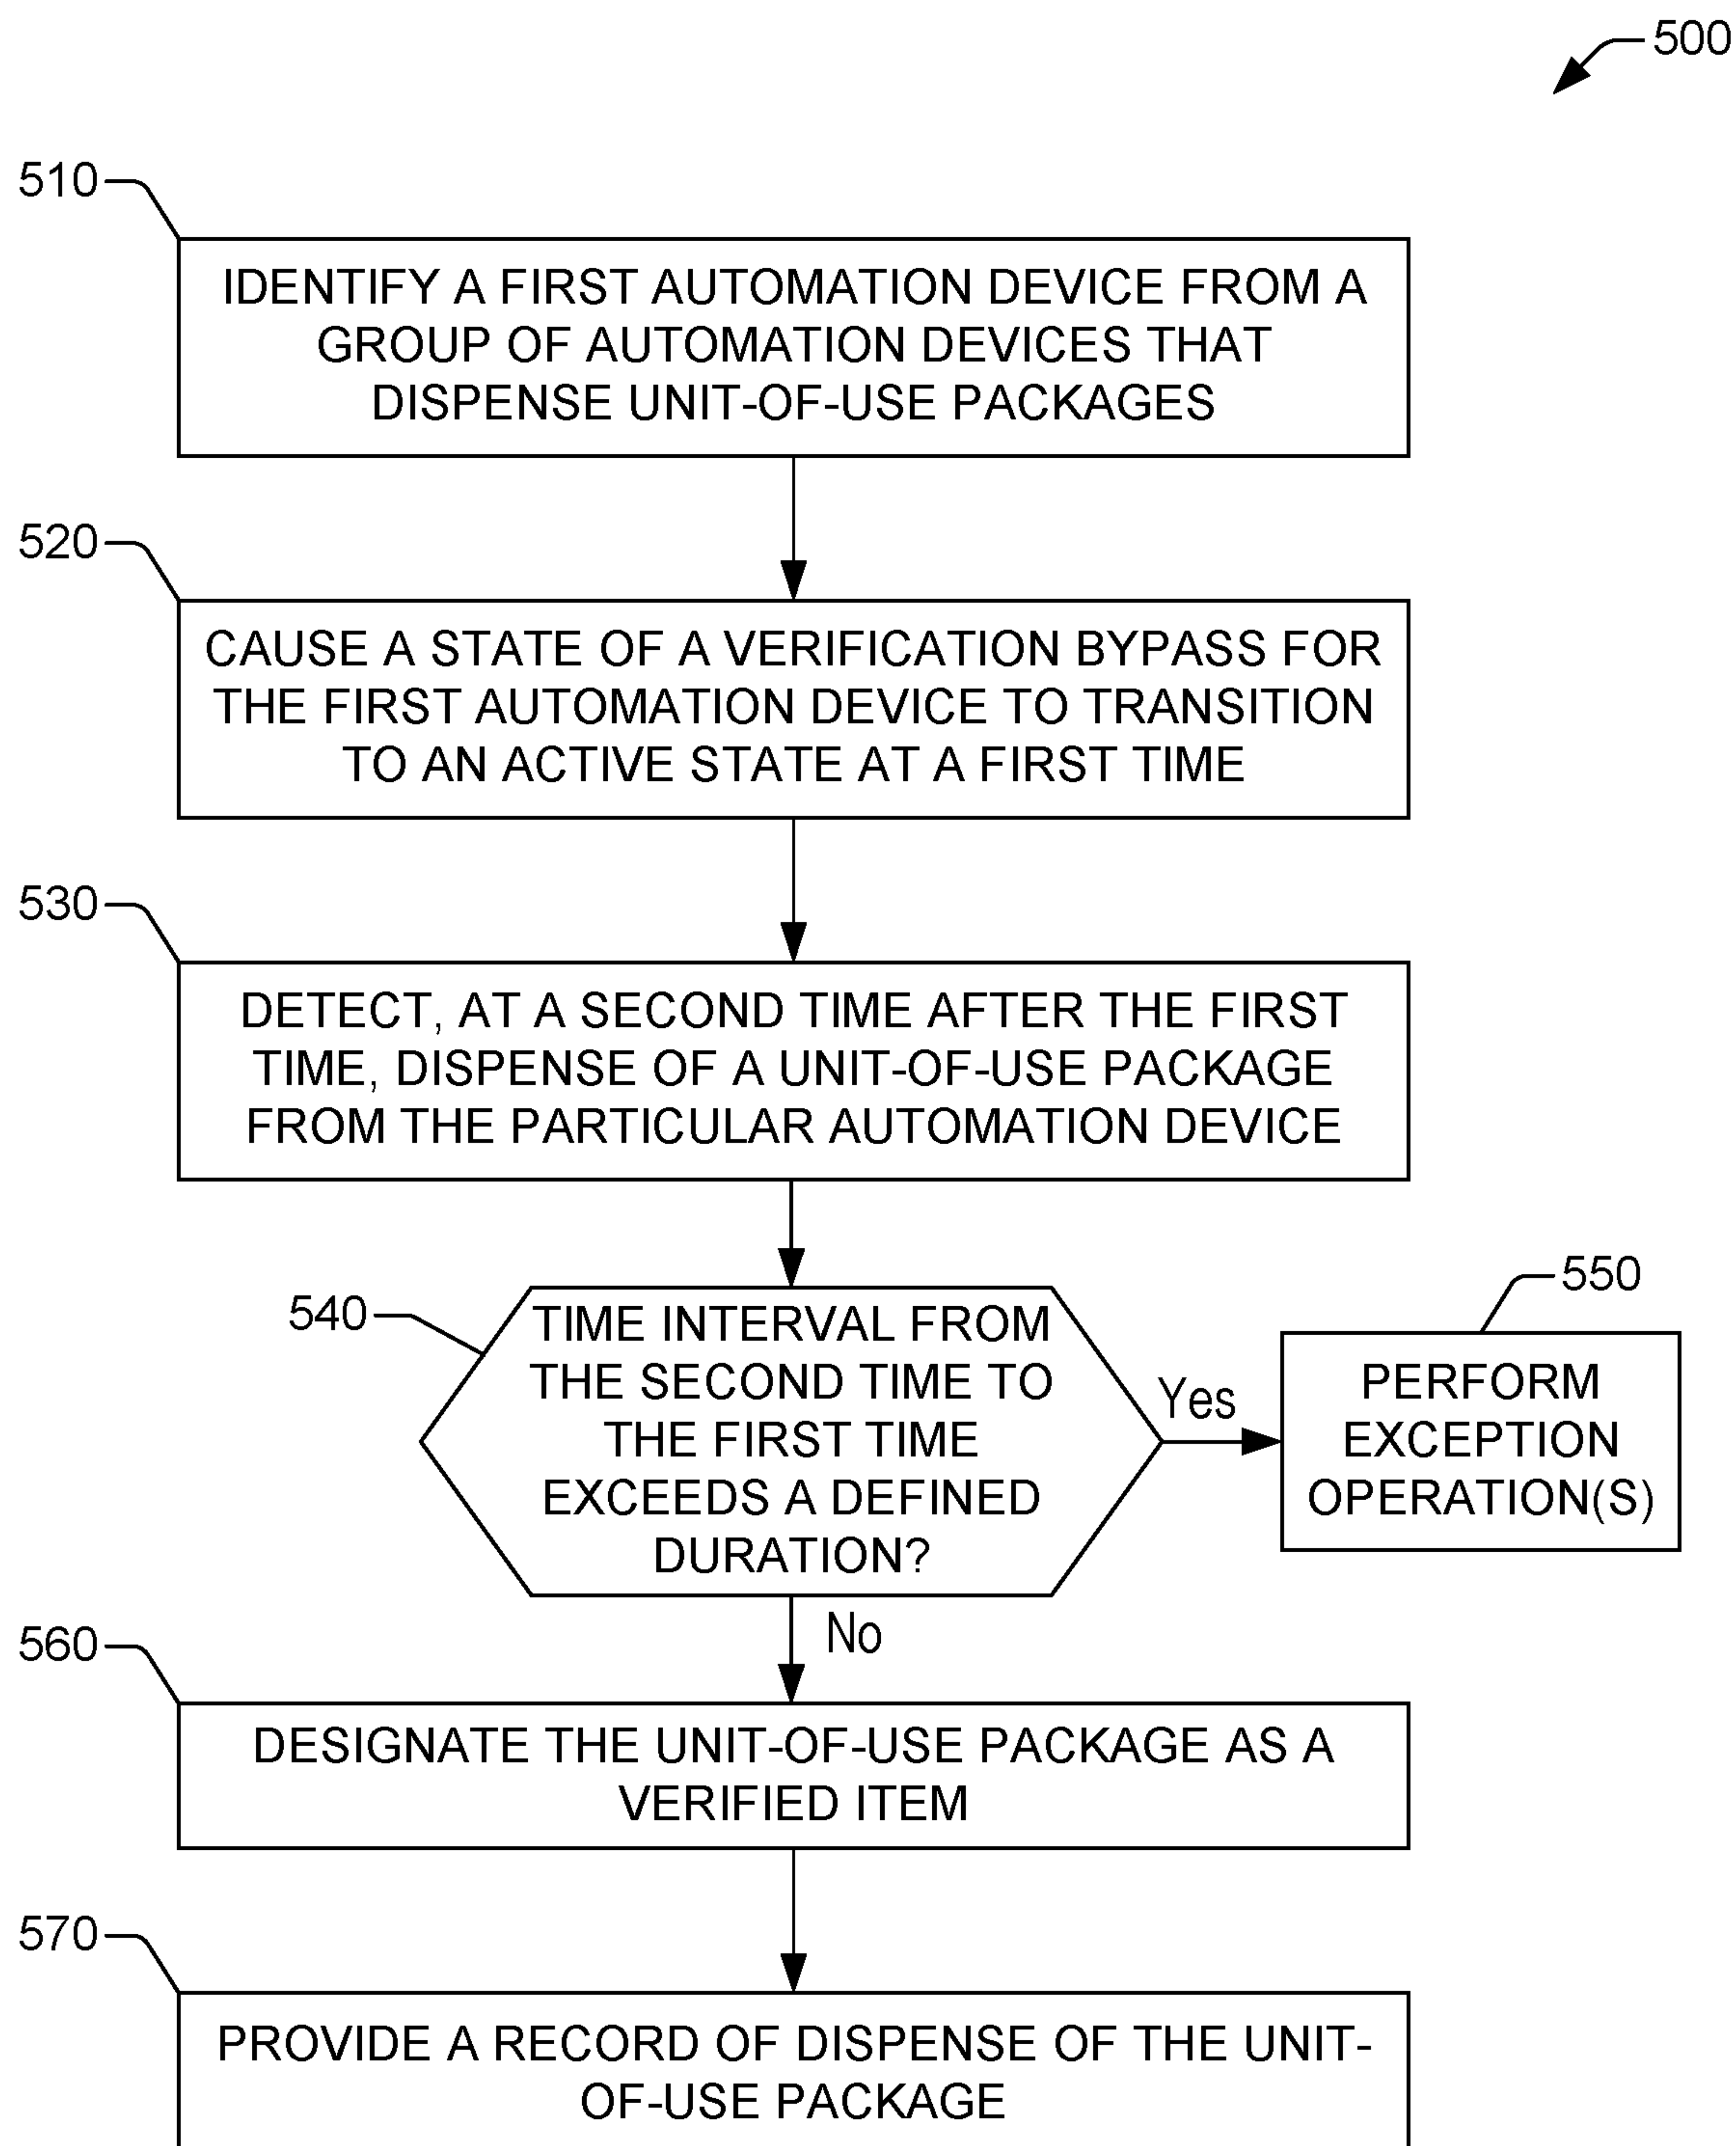 500
510
IDENTIFY A FIRST AUTOMATION DEVICE FROM A
GROUP OF AUTOMATION DEVICES THAT
DISPENSE UNIT-OF-USE PACKAGES
520
CAUSE A STATE OF A VERIFICATION BYPASS FOR
THE FIRST AUTOMATION DEVICE TO TRANSITION
TO AN ACTIVE STATE AT A FIRST TIME
530
DETECT, AT A SECOND TIME AFTER THE FIRST
TIME, DISPENSE OF A UNIT-OF-USE PACKAGE
FROM THE PARTICULAR AUTOMATION DEVICE
540
TIME INTERVAL FROM
THE SECOND TIME TO
THE FIRST TIME
EXCEEDS A DEFINED
DURATION?
Yes
550
PERFORM
EXCEPTION
OPERATION(S)
No
560
DESIGNATE THE UNIT-OF-USE PACKAGE AS A
VERIFIED ITEM
570
PROVIDE A RECORD OF DISPENSE OF THE UNIT-
OF-USE PACKAGE